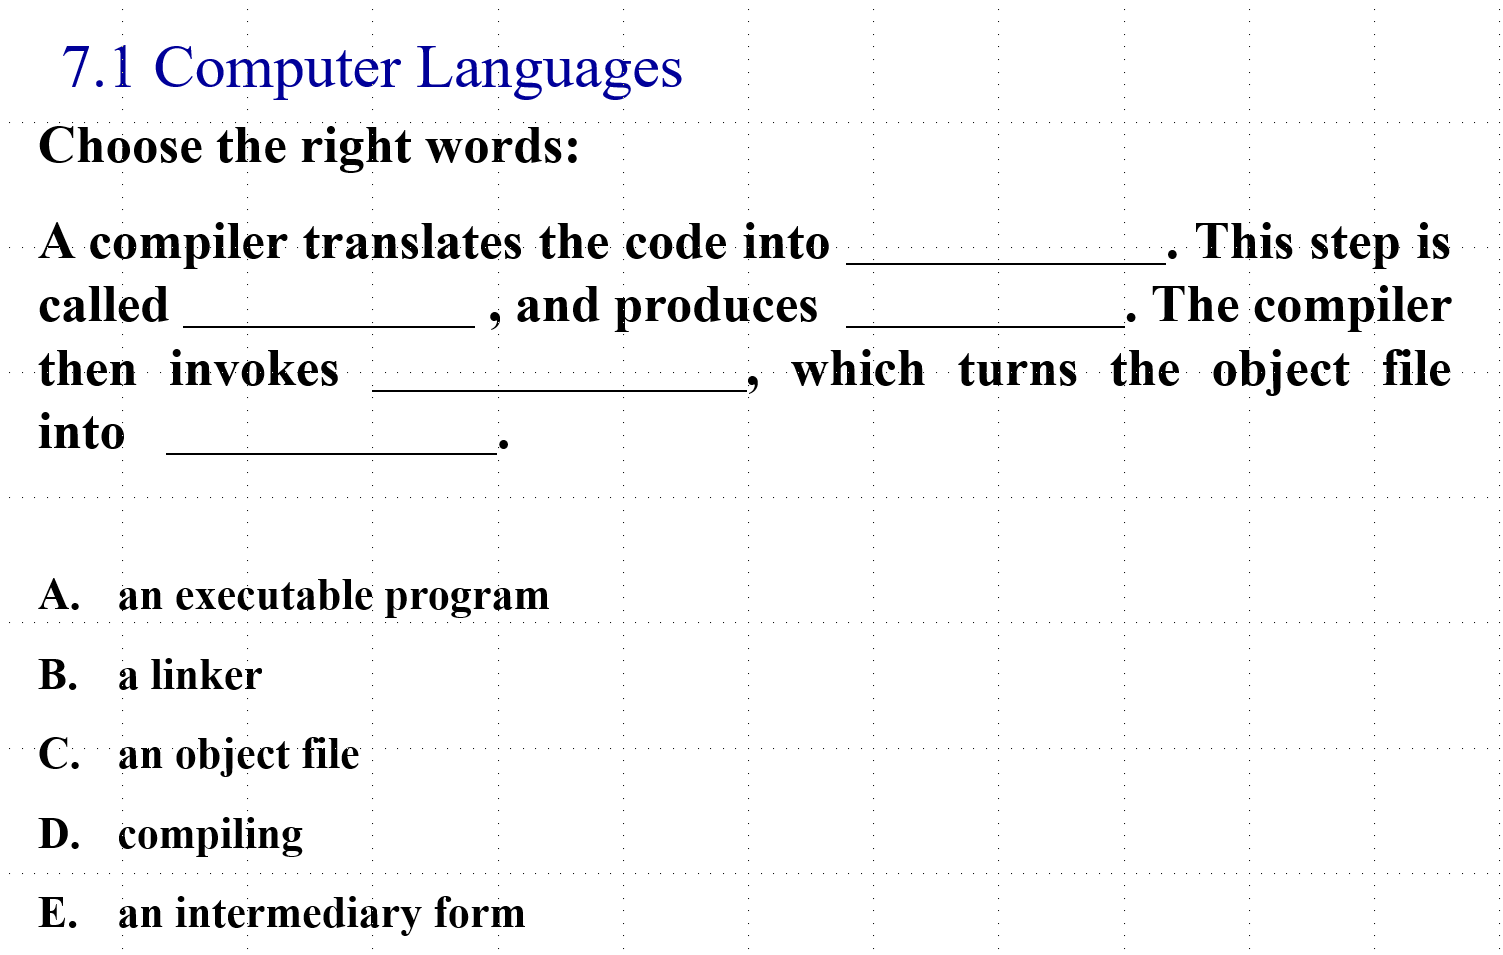 7.1 Computer Languages
Choose the right words:
A compiler translates the code into ____________. This step is
called ___________ , and produces ___________. The compiler
then invokes ______________, which turns the object file
into ____________.
A. an executable program
B. a linker
C. an object file
D. compiling
E. an intermediary form